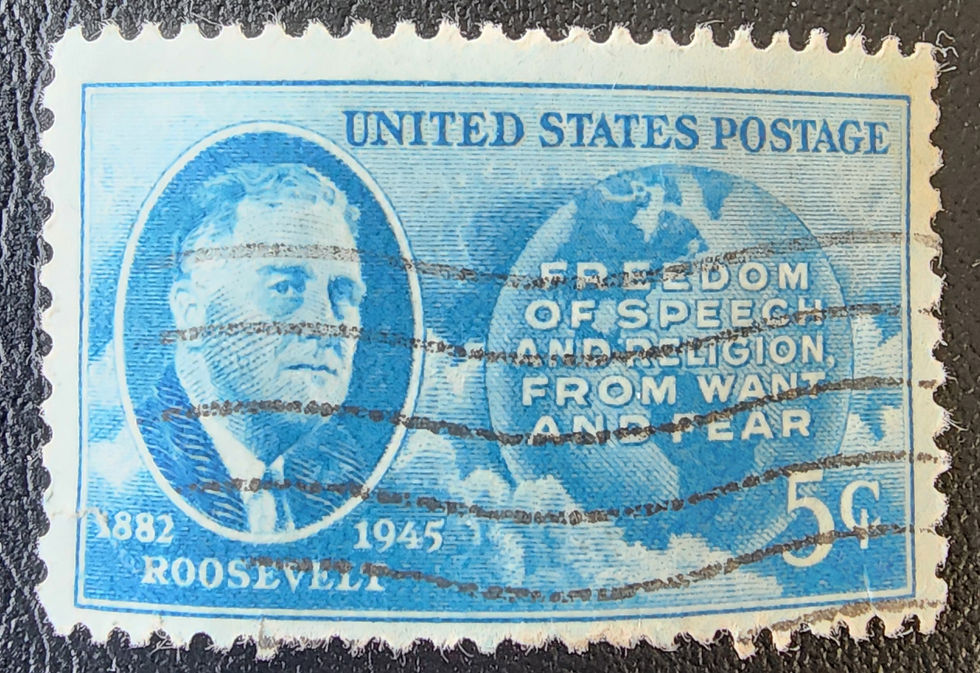 UNITED STATES POSTAGE
FREEDOM
OF SPEECH
AND RELIGION,
FROM WANT
AND FEAR
5¢
1882 1945
ROOSEVELT